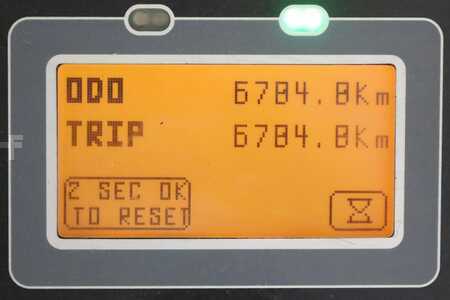 ODO 6784.8Km
TRIP 6784.8Km
2 SEC OK
TO RESET